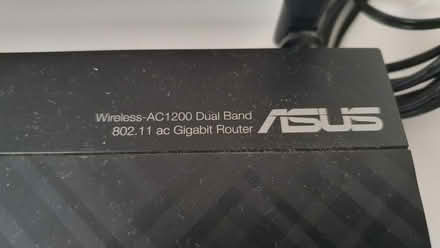 Wireless-AC1200 Dual Band
802.11 ac Gigabit Router
ASUS